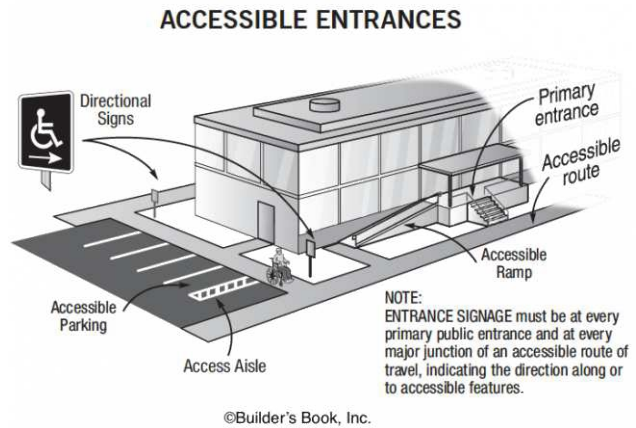 ACCESSIBLE ENTRANCES
Directional
Signs
Primary
entrance
Accessible
route
Accessible
Ramp
Accessible
Parking
Access Aisle
NOTE:
ENTRANCE SIGNAGE must be at every
primary public entrance and at every
major junction of an accessible route of
travel, indicating the direction along or
to accessible features.
©Builder's Book, Inc.